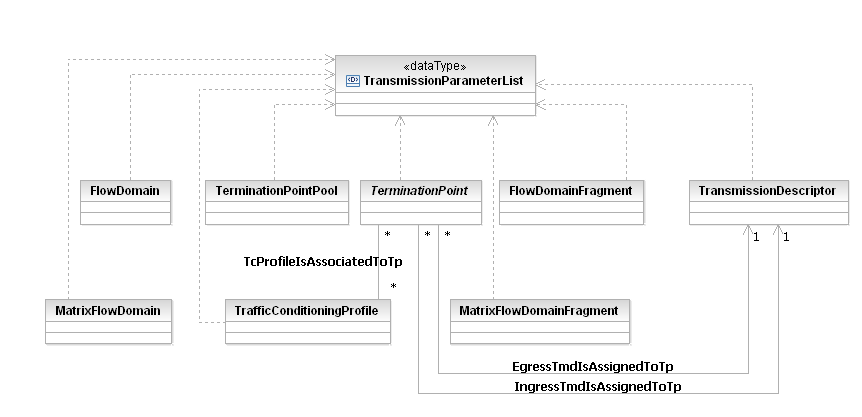 «dataType»
TransmissionParameterList
FlowDomain
TerminationPointPool
TerminationPoint
FlowDomainFragment
TransmissionDescriptor
*
*
*
1
1
TcProfileIsAssociatedToTp
*
MatrixFlowDomain
TrafficConditioningProfile
MatrixFlowDomainFragment
EgressTmdIsAssignedToTp
IngressTmdIsAssignedToTp